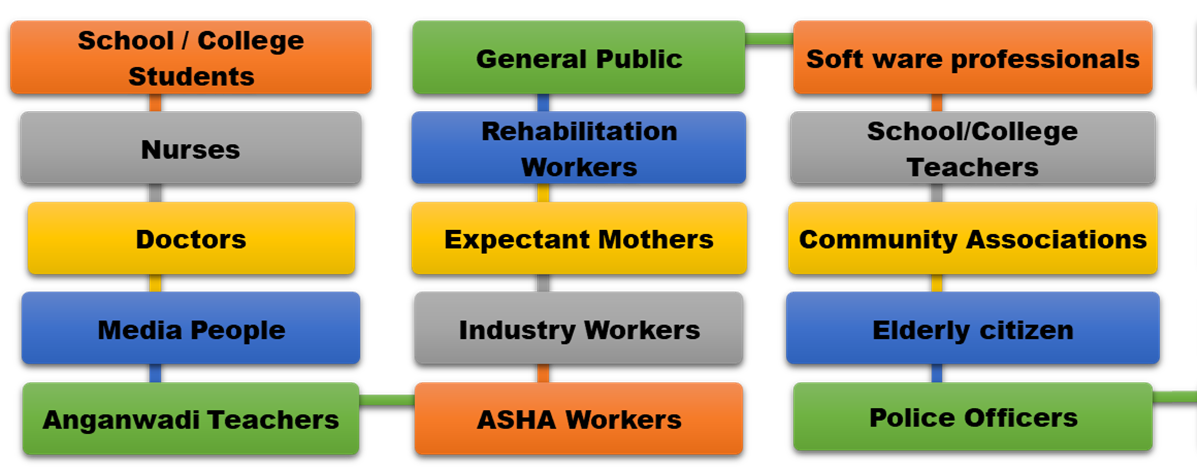 School / College
Students
Nurses
Doctors
Media People
Anganwadi Teachers
General Public
Rehabilitation
Workers
Expectant Mothers
Industry Workers
ASHA Workers
Soft ware professionals
School/College
Teachers
Community Associations
Elderly citizen
Police Officers